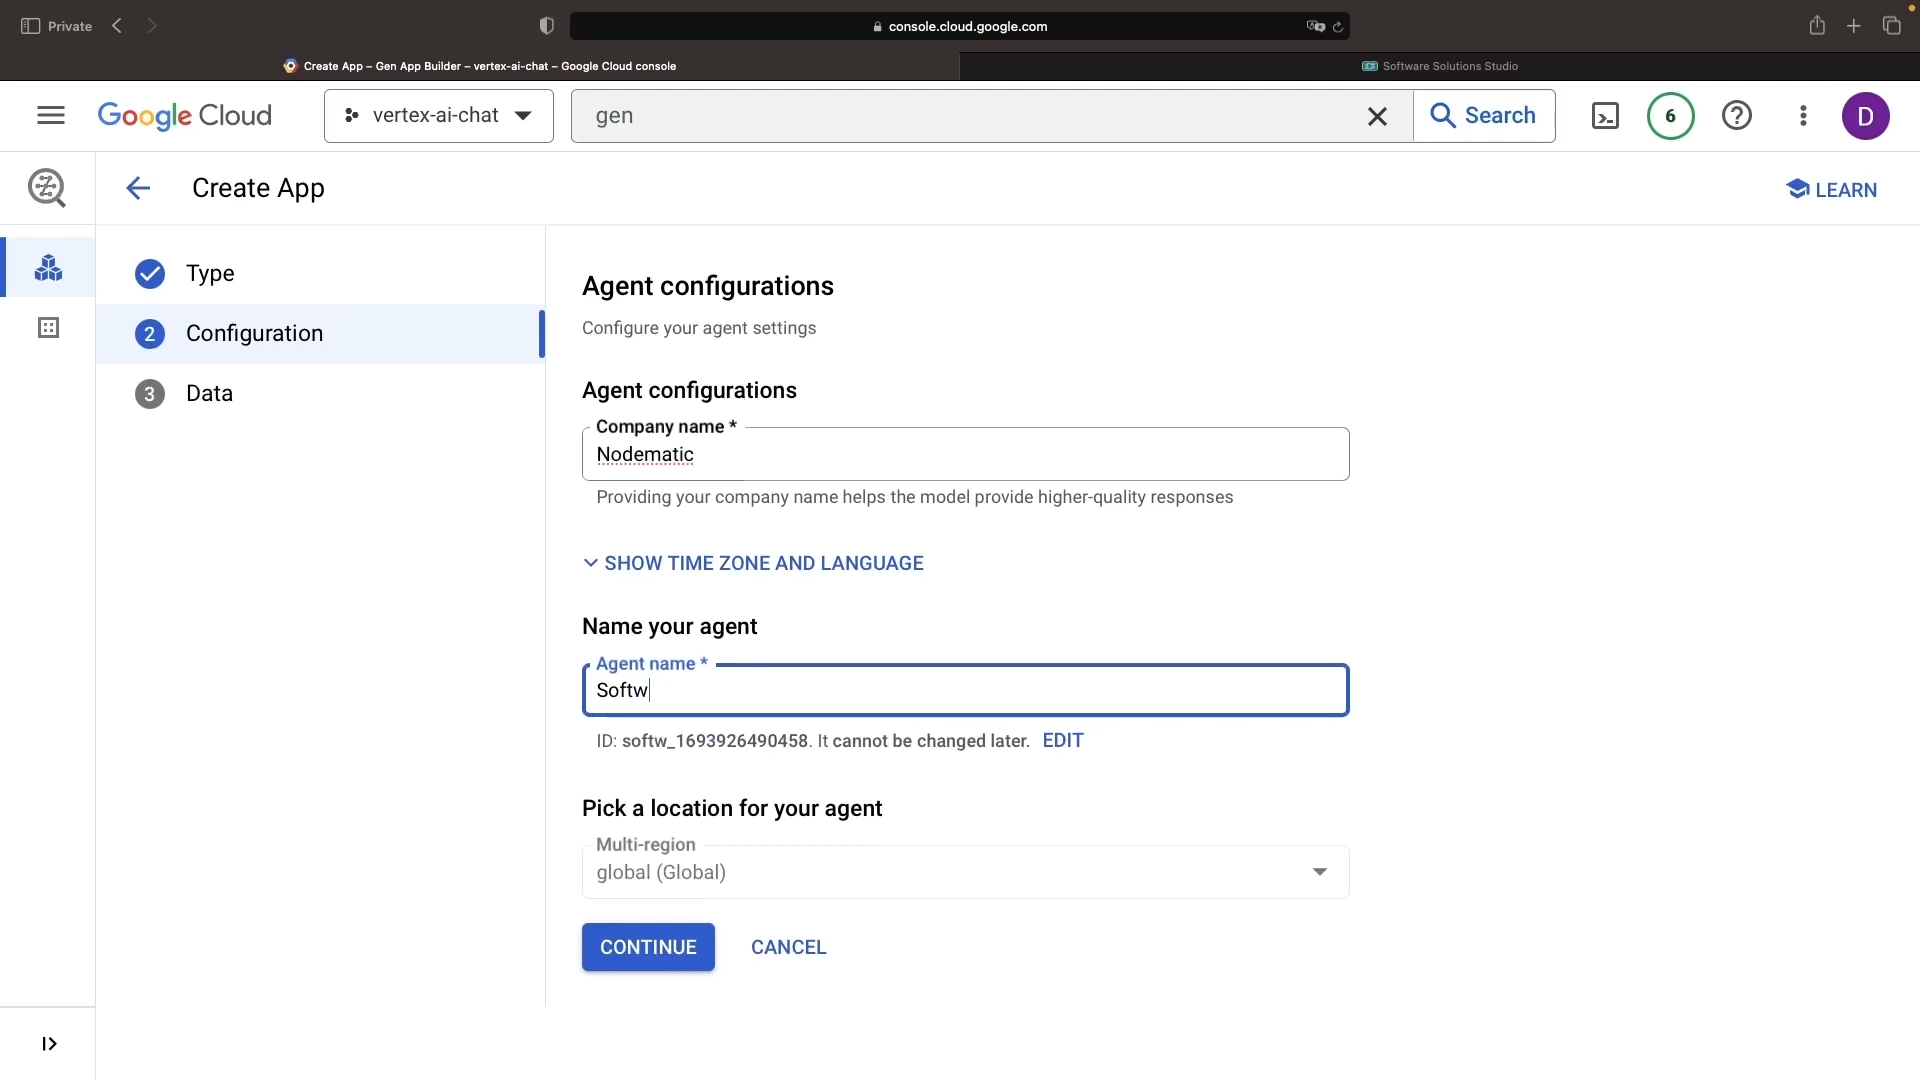 Private
console.cloud.google.com
Create App – Gen App Builder – vertex-ai-chat – Google Cloud console
Software Solutions Studio
Google Cloud
vertex-ai-chat
gen
Search
6
D
Create App
LEARN
Type
2 Configuration
3 Data
Agent configurations
Configure your agent settings
Agent configurations
Company name *
Nodematic
Providing your company name helps the model provide higher-quality responses
SHOW TIME ZONE AND LANGUAGE
Name your agent
Agent name *
Softw
ID: softw_1693926490458. It cannot be changed later. EDIT
Pick a location for your agent
Multi-region
global (Global)
CONTINUE
CANCEL